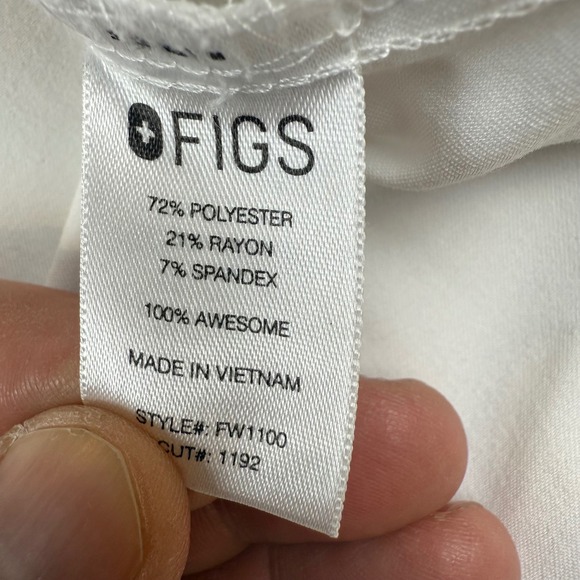 FIGS
72% POLYESTER
21% RAYON
7% SPANDEX
100% AWESOME
MADE IN VIETNAM
STYLE#: FW1100
CUT#: 1192